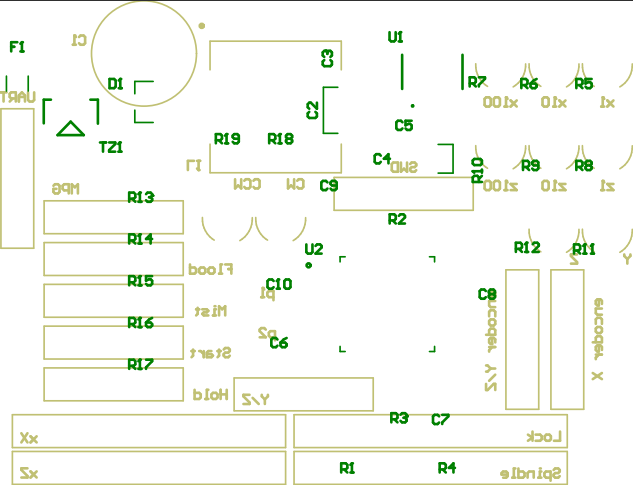 F1
C1
U1
C3
D1
UART
R7
R6
R5
x100
x10
x1
C2
C5
TZ1
R19
R18
C4
SWD
R10
R9
R8
z100
z10
z1
MPG
R13
CCW
CW
C9
R2
R14
U2
R12
R11
Z
Y
Flood
R15
C10
p1
C8
Mist
R16
encoder Y/Z
encoder X
p2
C6
Start
R17
Hold
Y/Z
R3
C7
xX
Lock
R1
R4
xZ
Spindle